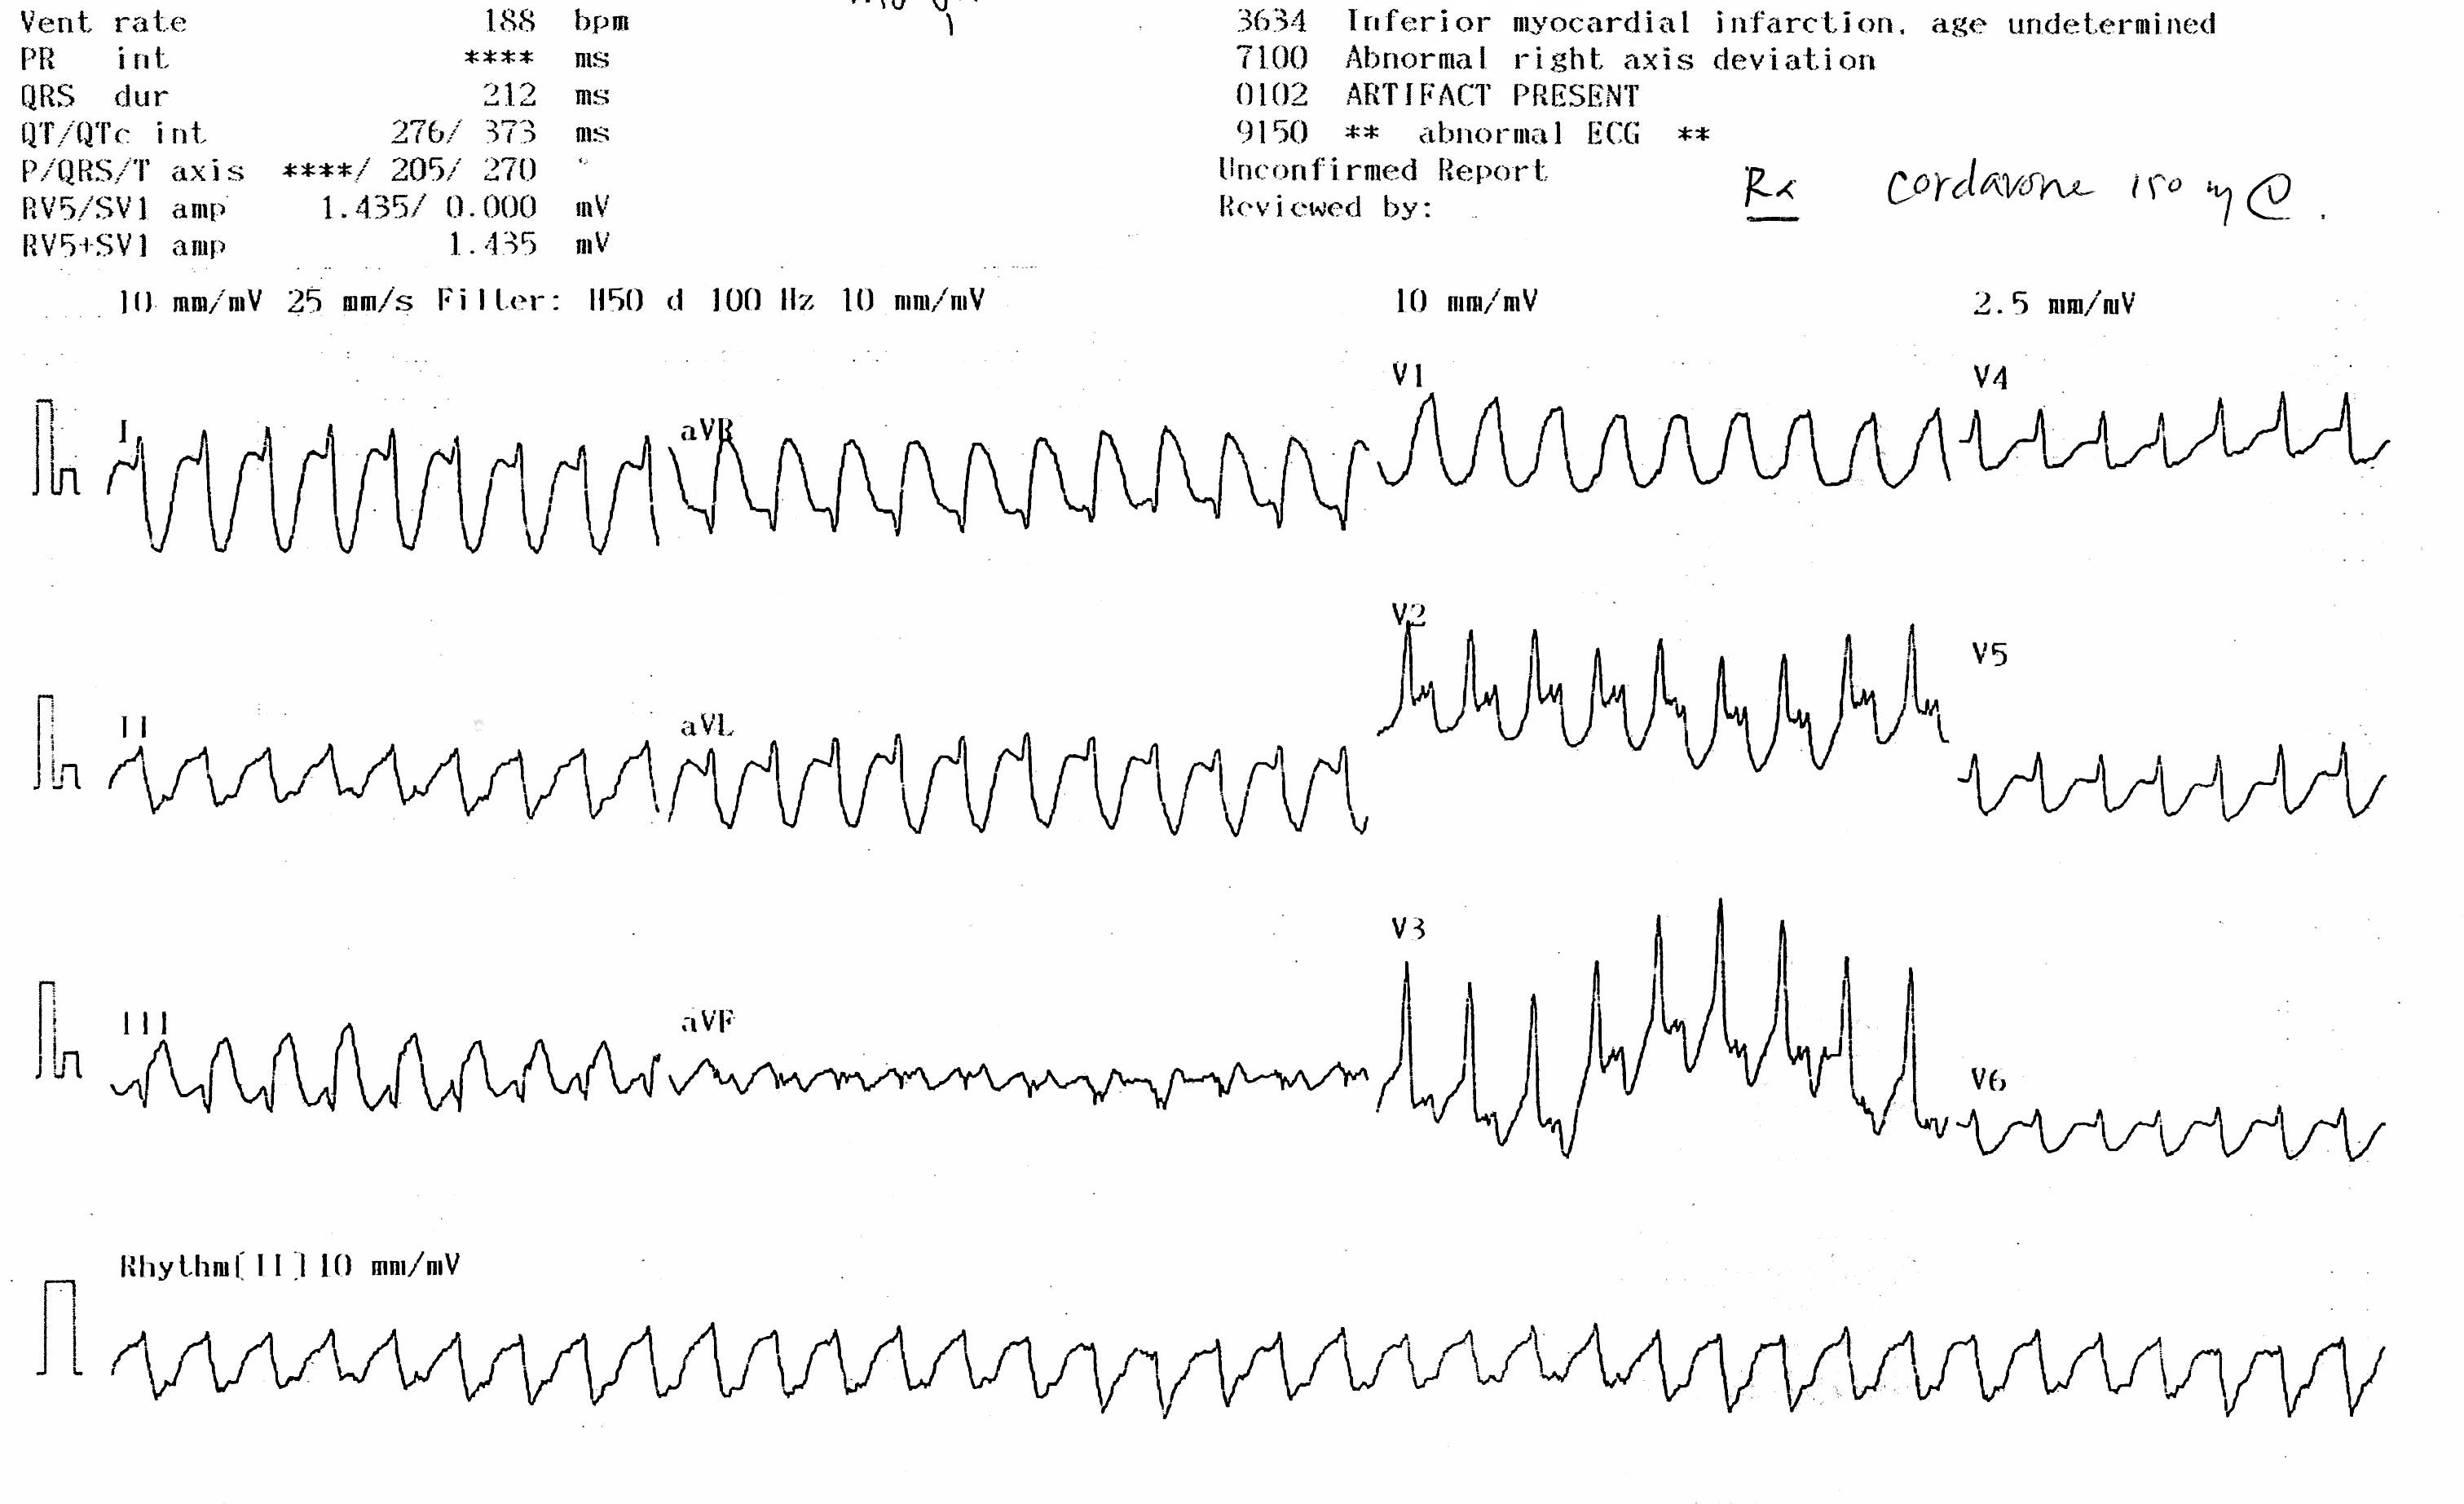 Vent rate 188 bpm
PR int **** ms
QRS dur 212 ms
QT/QTc int 276/ 373 ms
P/QRS/T axis ****/ 205/ 270 °
RV5/SV1 amp 1.435/ 0.000 mV
RV5+SV1 amp 1.435 mV
3634 Inferior myocardial infarction, age undetermined
7100 Abnormal right axis deviation
0102 ARTIFACT PRESENT
9150 ** abnormal ECG **
Unconfirmed Report
Reviewed by:
Rx cordarone 150
10 mm/mV 25 mm/s Filter: H50 d 100 Hz 10 mm/mV 10 mm/mV 2.5 mm/mV
I aVR V1 V4
II aVL V2 V5
III aVF V3 V6
Rhythm[II] 10 mm/mV